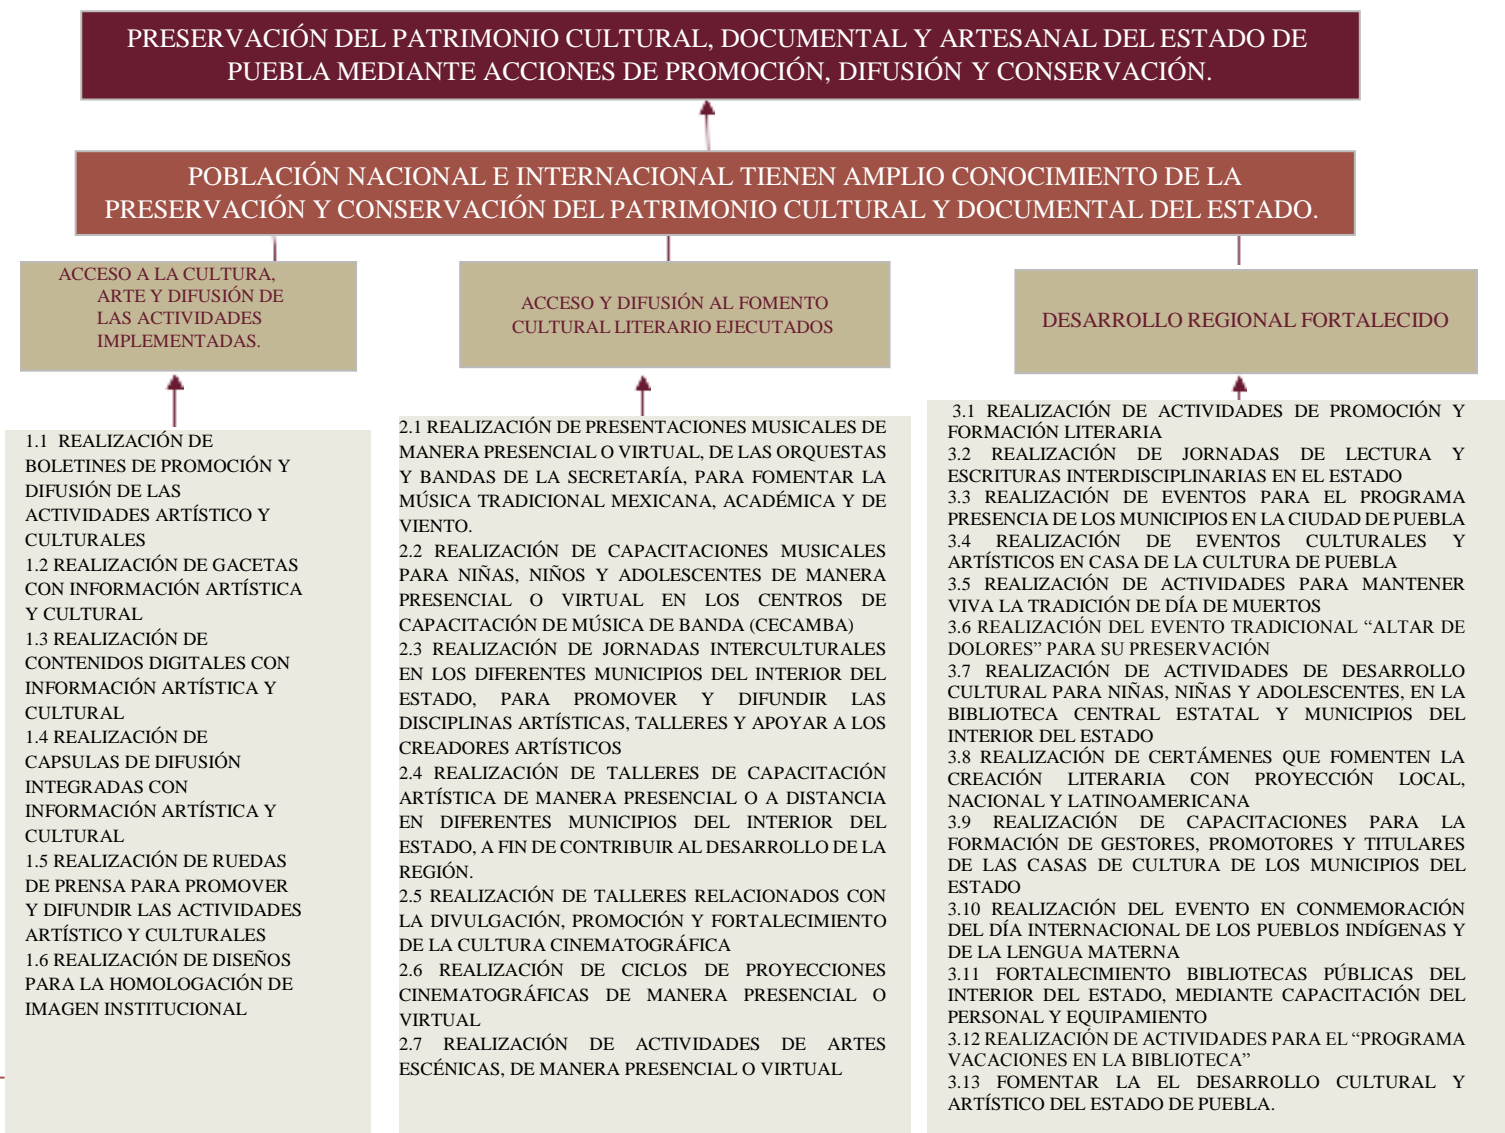 PRESERVACIÓN DEL PATRIMONIO CULTURAL, DOCUMENTAL Y ARTESANAL DEL ESTADO DE
PUEBLA MEDIANTE ACCIONES DE PROMOCIÓN, DIFUSIÓN Y CONSERVACIÓN.
POBLACIÓN NACIONAL E INTERNACIONAL TIENEN AMPLIO CONOCIMIENTO DE LA
PRESERVACIÓN Y CONSERVACIÓN DEL PATRIMONIO CULTURAL Y DOCUMENTAL DEL ESTADO.
ACCESO A LA CULTURA,
ARTE Y DIFUSIÓN DE
LAS ACTIVIDADES
IMPLEMENTADAS.
1.1 REALIZACIÓN DE
BOLETINES DE PROMOCIÓN Y
DIFUSIÓN DE LAS
ACTIVIDADES ARTÍSTICO Y
CULTURALES
1.2 REALIZACIÓN DE GACETAS
CON INFORMACIÓN ARTÍSTICA
Y CULTURAL
1.3 REALIZACIÓN DE
CONTENIDOS DIGITALES CON
INFORMACIÓN ARTÍSTICA Y
CULTURAL
1.4 REALIZACIÓN DE
CAPSULAS DE DIFUSIÓN
INTEGRADAS CON
INFORMACIÓN ARTÍSTICA Y
CULTURAL
1.5 REALIZACIÓN DE RUEDAS
DE PRENSA PARA PROMOVER
Y DIFUNDIR LAS ACTIVIDADES
ARTÍSTICO Y CULTURALES
1.6 REALIZACIÓN DE DISEÑOS
PARA LA HOMOLOGACIÓN DE
IMAGEN INSTITUCIONAL
ACCESO Y DIFUSIÓN AL FOMENTO
CULTURAL LITERARIO EJECUTADOS
2.1 REALIZACIÓN DE PRESENTACIONES MUSICALES DE
MANERA PRESENCIAL O VIRTUAL, DE LAS ORQUESTAS
Y BANDAS DE LA SECRETARÍA, PARA FOMENTAR LA
MÚSICA TRADICIONAL MEXICANA, ACADÉMICA Y DE
VIENTO.
2.2 REALIZACIÓN DE CAPACITACIONES MUSICALES
PARA NIÑAS, NIÑOS Y ADOLESCENTES DE MANERA
PRESENCIAL O VIRTUAL EN LOS CENTROS DE
CAPACITACIÓN DE MÚSICA DE BANDA (CECAMBA)
2.3 REALIZACIÓN DE JORNADAS INTERCULTURALES
EN LOS DIFERENTES MUNICIPIOS DEL INTERIOR DEL
ESTADO, PARA PROMOVER Y DIFUNDIR LAS
DISCIPLINAS ARTÍSTICAS, TALLERES Y APOYAR A LOS
CREADORES ARTÍSTICOS
2.4 REALIZACIÓN DE TALLERES DE CAPACITACIÓN
ARTÍSTICA DE MANERA PRESENCIAL O A DISTANCIA
EN DIFERENTES MUNICIPIOS DEL INTERIOR DEL
ESTADO, A FIN DE CONTRIBUIR AL DESARROLLO DE LA
REGIÓN.
2.5 REALIZACIÓN DE TALLERES RELACIONADOS CON
LA DIVULGACIÓN, PROMOCIÓN Y FORTALECIMIENTO
DE LA CULTURA CINEMATOGRÁFICA
2.6 REALIZACIÓN DE CICLOS DE PROYECCIONES
CINEMATOGRÁFICAS DE MANERA PRESENCIAL O
VIRTUAL
2.7 REALIZACIÓN DE ACTIVIDADES DE ARTES
ESCÉNICAS, DE MANERA PRESENCIAL O VIRTUAL
DESARROLLO REGIONAL FORTALECIDO
3.1 REALIZACIÓN DE ACTIVIDADES DE PROMOCIÓN Y
FORMACIÓN LITERARIA
3.2 REALIZACIÓN DE JORNADAS DE LECTURA Y
ESCRITURAS INTERDISCIPLINARIAS EN EL ESTADO
3.3 REALIZACIÓN DE EVENTOS PARA EL PROGRAMA
PRESENCIA DE LOS MUNICIPIOS EN LA CIUDAD DE PUEBLA
3.4 REALIZACIÓN DE EVENTOS CULTURALES Y
ARTÍSTICOS EN CASA DE LA CULTURA DE PUEBLA
3.5 REALIZACIÓN DE ACTIVIDADES PARA MANTENER
VIVA LA TRADICIÓN DE DÍA DE MUERTOS
3.6 REALIZACIÓN DEL EVENTO TRADICIONAL “ALTAR DE
DOLORES” PARA SU PRESERVACIÓN
3.7 REALIZACIÓN DE ACTIVIDADES DE DESARROLLO
CULTURAL PARA NIÑAS, NIÑAS Y ADOLESCENTES, EN LA
BIBLIOTECA CENTRAL ESTATAL Y MUNICIPIOS DEL
INTERIOR DEL ESTADO
3.8 REALIZACIÓN DE CERTÁMENES QUE FOMENTEN LA
CREACIÓN LITERARIA CON PROYECCIÓN LOCAL,
NACIONAL Y LATINOAMERICANA
3.9 REALIZACIÓN DE CAPACITACIONES PARA LA
FORMACIÓN DE GESTORES, PROMOTORES Y TITULARES
DE LAS CASAS DE CULTURA DE LOS MUNICIPIOS DEL
ESTADO
3.10 REALIZACIÓN DEL EVENTO EN CONMEMORACIÓN
DEL DÍA INTERNACIONAL DE LOS PUEBLOS INDÍGENAS Y
DE LA LENGUA MATERNA
3.11 FORTALECIMIENTO BIBLIOTECAS PÚBLICAS DEL
INTERIOR DEL ESTADO, MEDIANTE CAPACITACIÓN DEL
PERSONAL Y EQUIPAMIENTO
3.12 REALIZACIÓN DE ACTIVIDADES PARA EL “PROGRAMA
VACACIONES EN LA BIBLIOTECA”
3.13 FOMENTAR LA EL DESARROLLO CULTURAL Y
ARTÍSTICO DEL ESTADO DE PUEBLA.